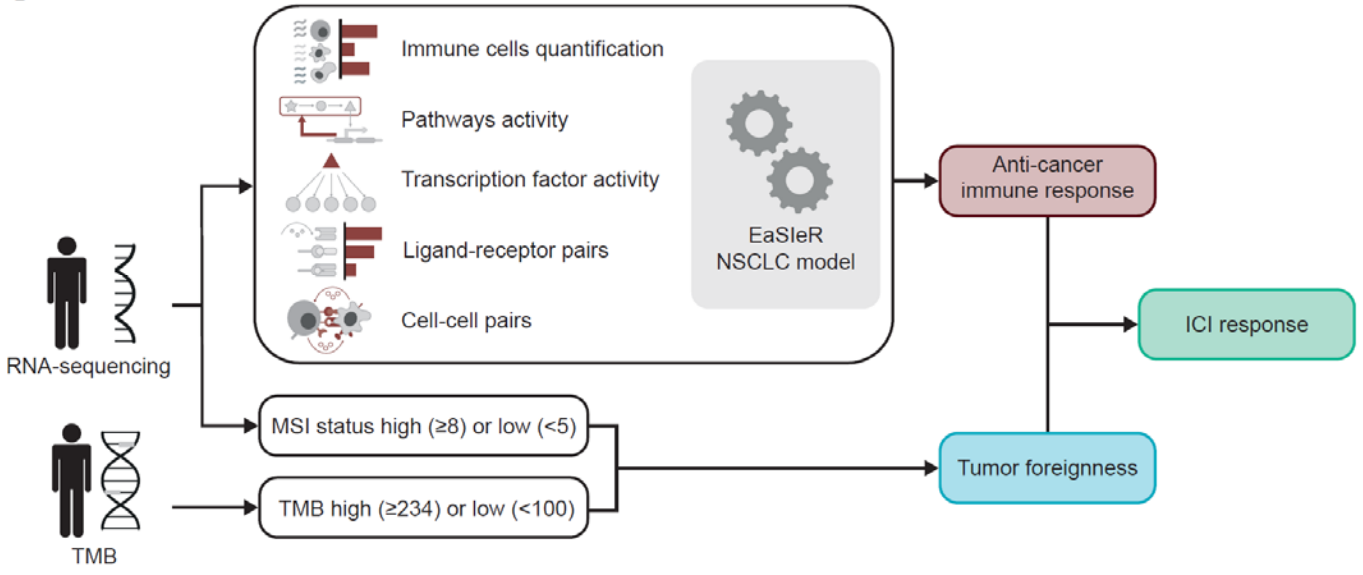 Immune cells quantification
Pathways activity
Transcription factor activity
Ligand-receptor pairs
Cell-cell pairs
EaSIeR
NSCLC model
Anti-cancer
immune response
ICI response
RNA-sequencing
MSI status high (≥8) or low (<5)
Tumor foreignness
TMB high (≥234) or low (<100)
TMB